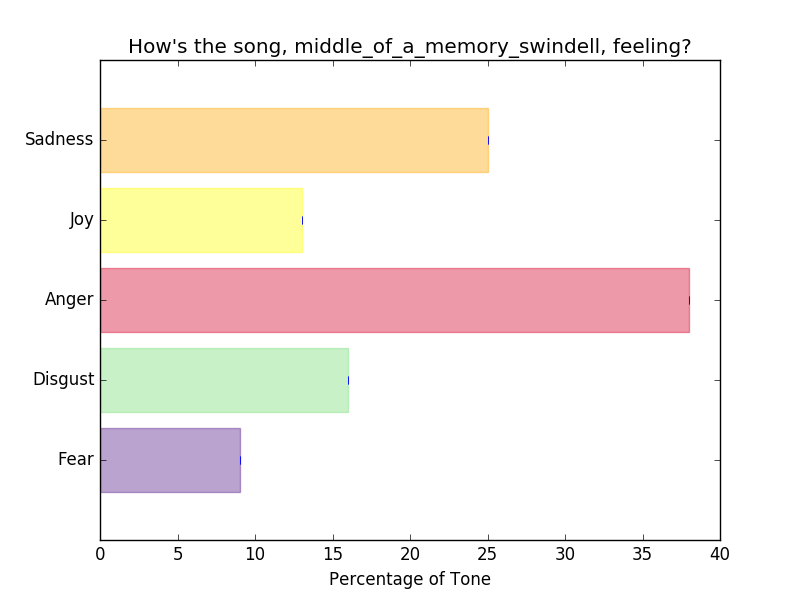 How's the song, middle_of_a_memory_swindell, feeling?
Sadness
Joy
Anger
Disgust
Fear
0 5 10 15 20 25 30 35 40
Percentage of Tone